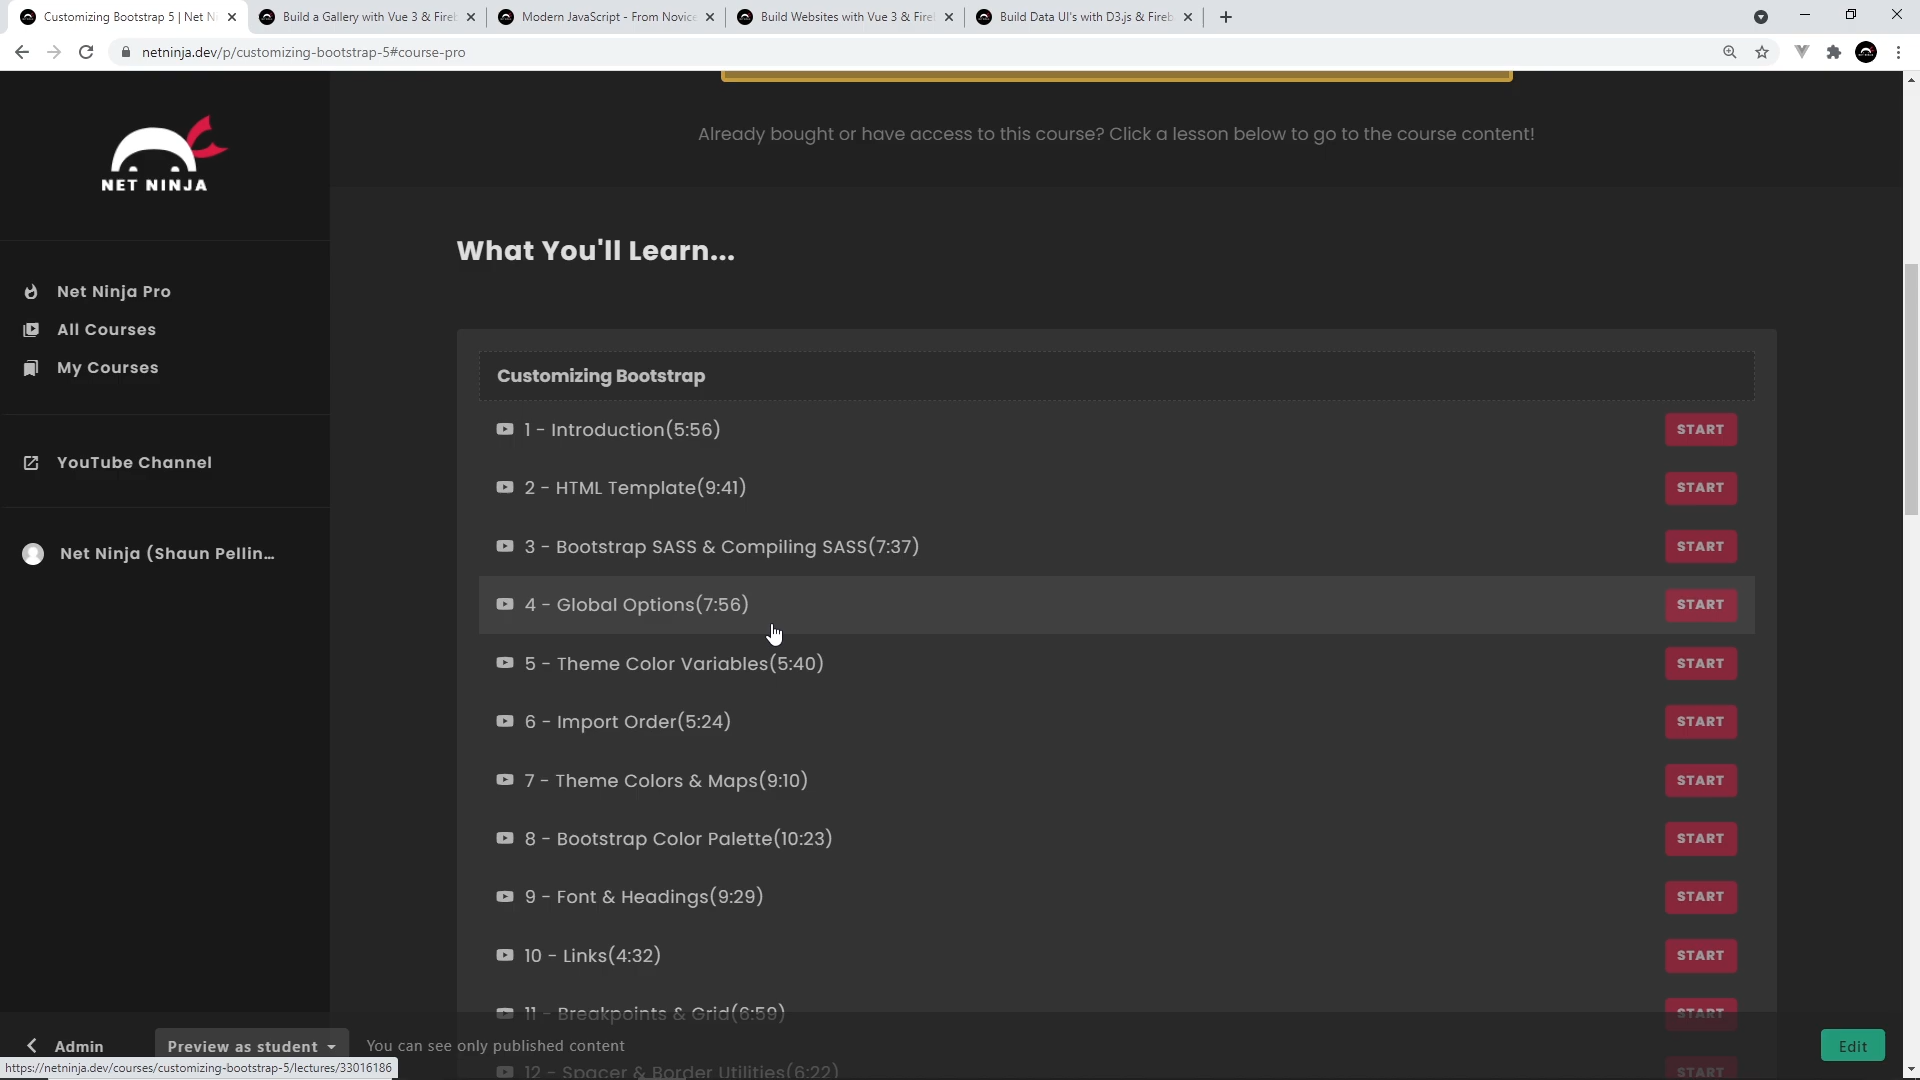 Customizing Bootstrap 5 | Net Ni
Build a Gallery with Vue 3 & Fireb
Modern JavaScript - From Novice
Build Websites with Vue 3 & Fire
Build Data UI's with D3.js & Fireb
netninja.dev/p/customizing-bootstrap-5#course-pro
NET NINJA
Net Ninja Pro
All Courses
My Courses
YouTube Channel
Net Ninja (Shaun Pellin...
Already bought or have access to this course? Click a lesson below to go to the course content!
What You'll Learn...
Customizing Bootstrap
1 - Introduction(5:56) START
2 - HTML Template(9:41) START
3 - Bootstrap SASS & Compiling SASS(7:37) START
4 - Global Options(7:56) START
5 - Theme Color Variables(5:40) START
6 - Import Order(5:24) START
7 - Theme Colors & Maps(9:10) START
8 - Bootstrap Color Palette(10:23) START
9 - Font & Headings(9:29) START
10 - Links(4:32) START
11 - Breakpoints & Grid(6:59) START
Admin Preview as student You can see only published content Edit
https://netninja.dev/courses/customizing-bootstrap-5/lectures/33016186
12 - Spacer & Border Utilities(6:22) START